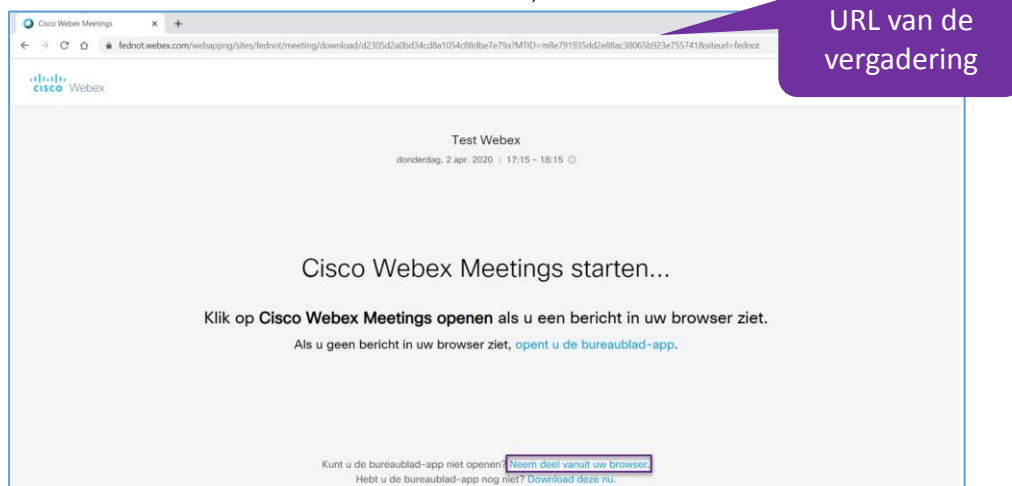 Cisco Webex Meetings
URL van de
vergadering
fednot.webex.com/webappng/sites/fednot/meeting/download/d2305d2a0bd34cd8a1054c88dbe7e79a?MTID=m8e791935dd2e88ac38065b923e755741&siteurl=fednot
cisco Webex
Test Webex
donderdag, 2 apr. 2020 | 17:15 - 18:15
Cisco Webex Meetings starten...
Klik op Cisco Webex Meetings openen als u een bericht in uw browser ziet.
Als u geen bericht in uw browser ziet, opent u de bureaublad-app.
Kunt u de bureaublad-app niet openen? Neem deel vanuit uw browser.
Hebt u de bureaublad-app nog niet? Download deze nu.